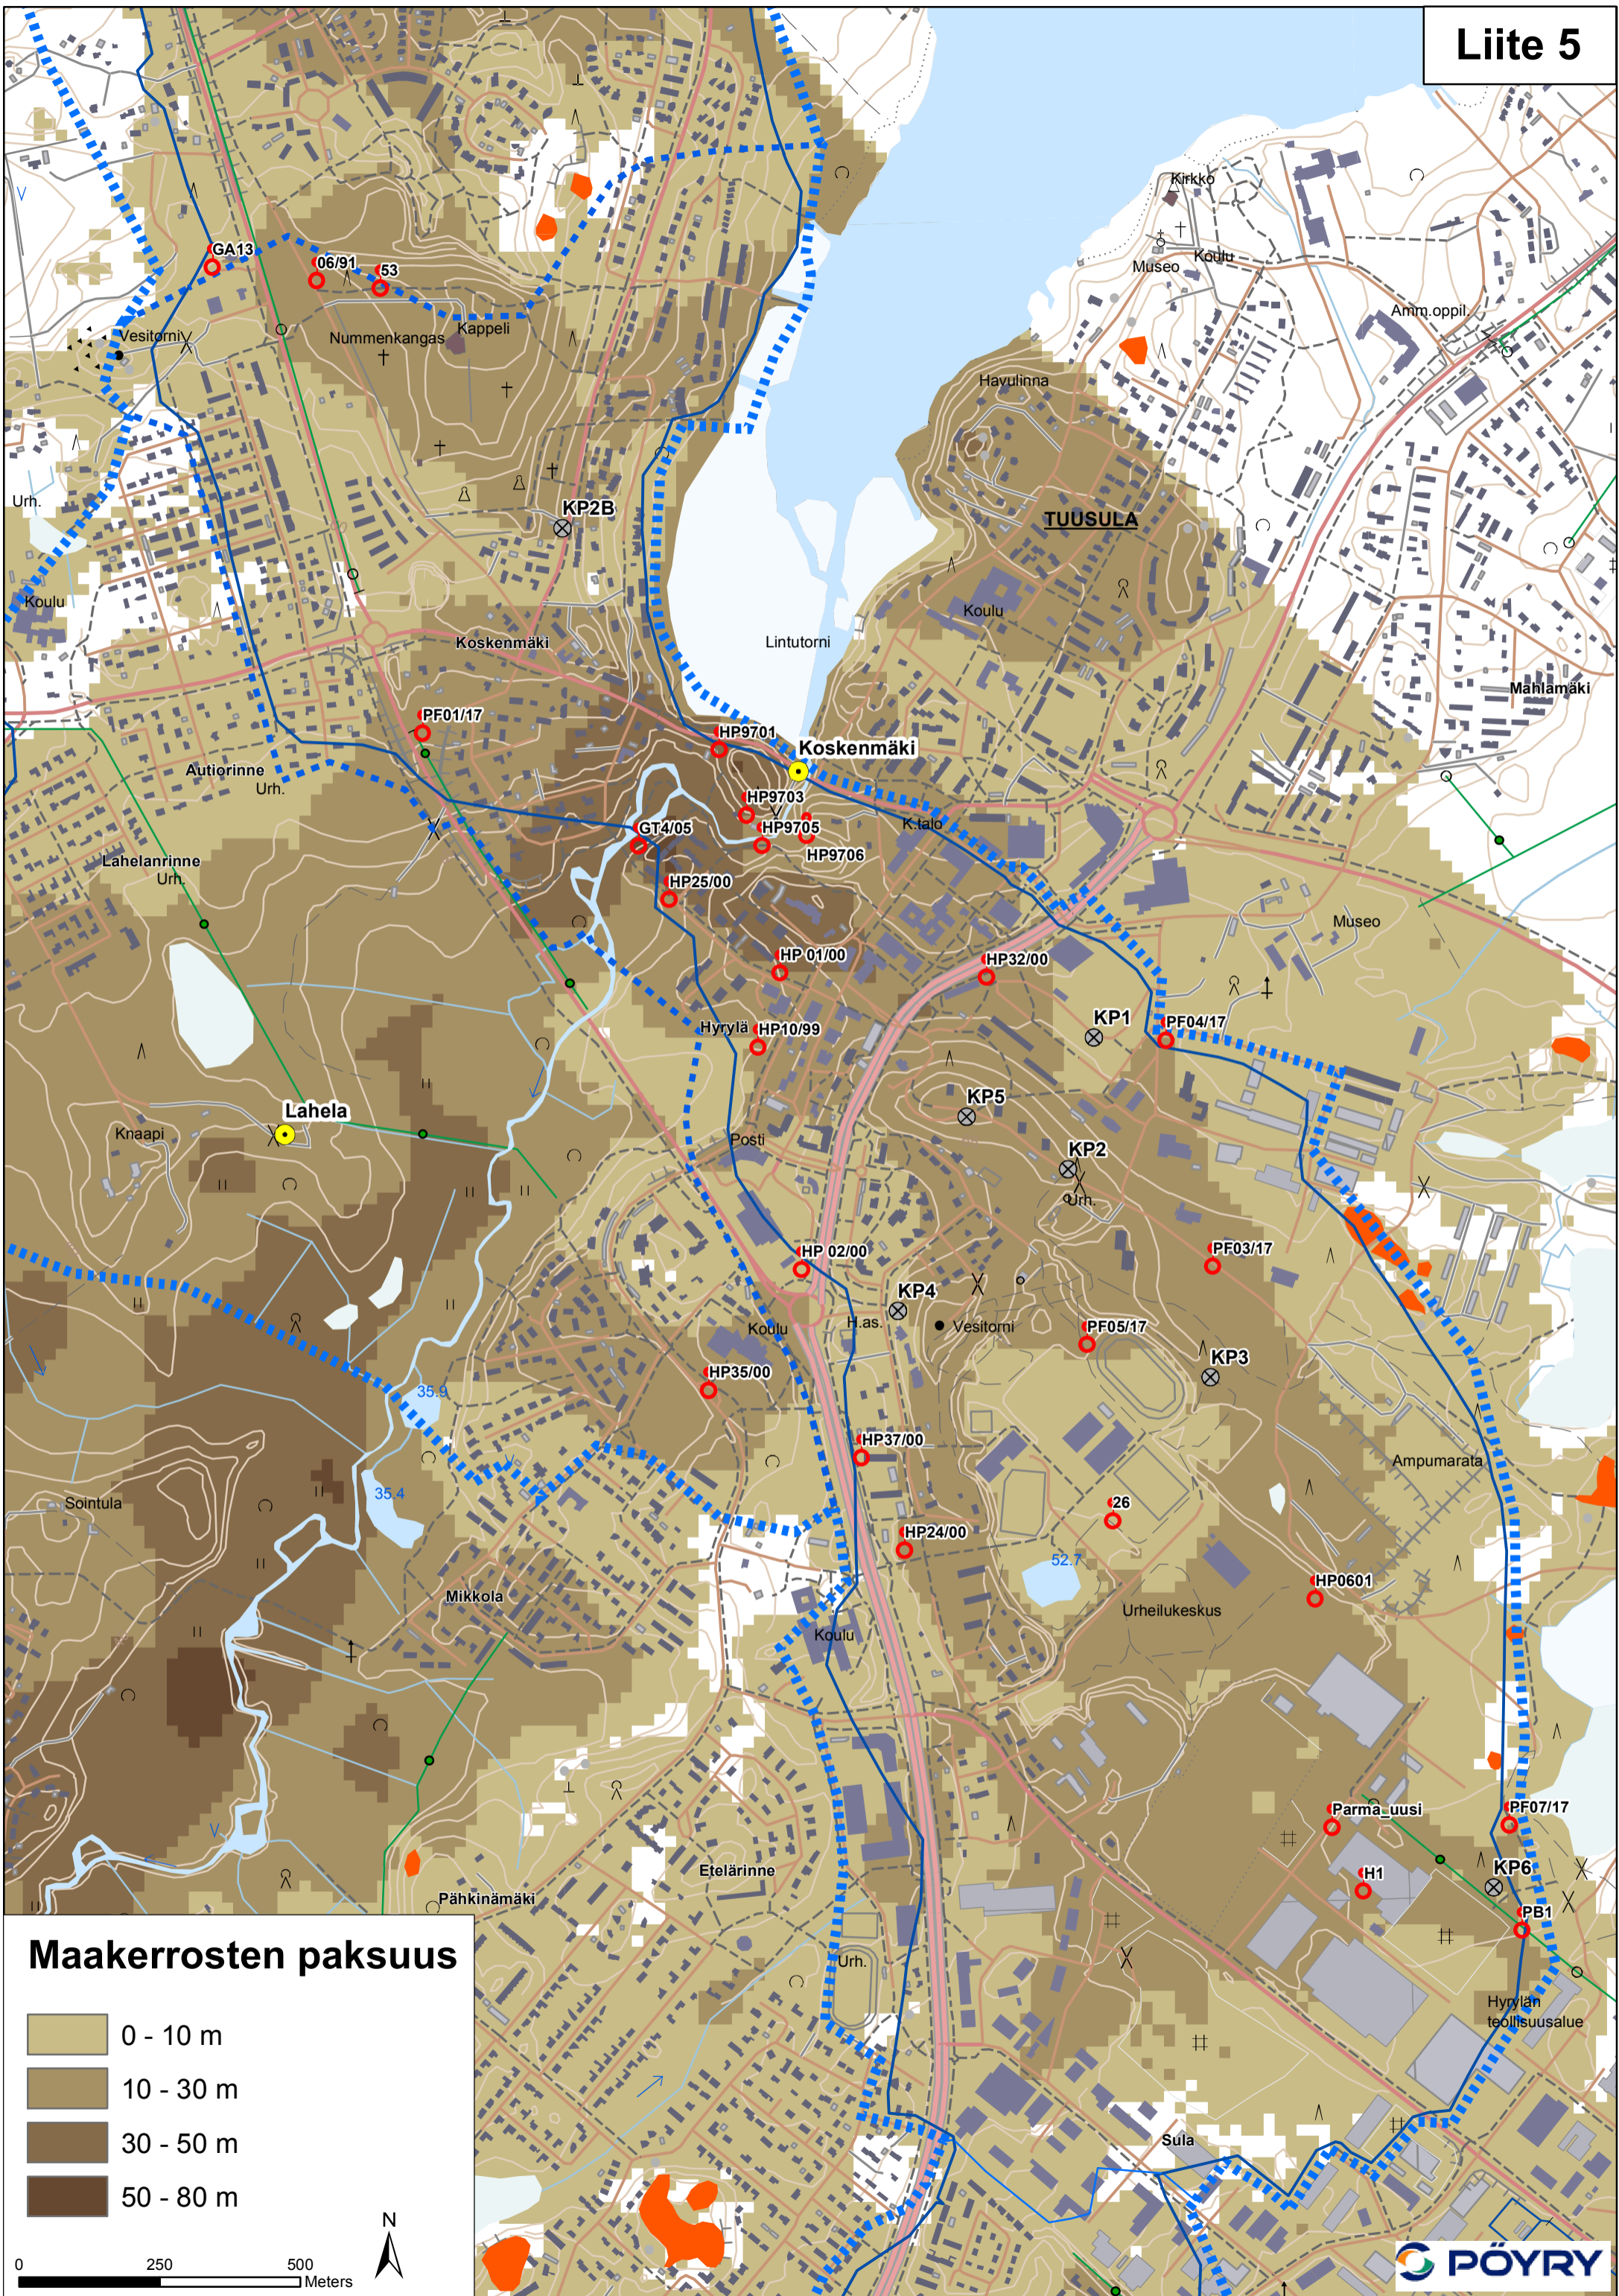 Liite 5
Kirkko
Koulu
Museo
GA13
06/91
53
Amm.oppil.
Vesitorni
Nummenkangas
Kappeli
Havulinna
Urh.
KP2B
TUUSULA
Koulu
Koulu
Koskenmäki
Lintutorni
Mahlamäki
PF01/17
HP9701
Koskenmäki
Autiorinne
Urh.
HP9703
K.talo
GT4/05
HP9705
HP9706
Lahelanrinne
Urh.
HP25/00
Museo
HP 01/00
HP32/00
Hyrylä
HP10/99
KP1
PF04/17
Lahela
Knaapi
KP5
Posti
KP2
Urh.
HP 02/00
PF03/17
KP4
Koulu
H.as.
Vesitorni
PF05/17
HP35/00
KP3
35.9
HP37/00
Ampumarata
35.4
Sointula
26
HP24/00
52.7
HP0601
Mikkola
Urheilukeskus
Koulu
Parma_uusi
PF07/17
Etelärinne
H1
KP6
Pähkinämäki
PB1
Urh.
Hyrylän
teollisuusalue
Sula
Maakerrosten paksuus
0 - 10 m
10 - 30 m
30 - 50 m
50 - 80 m
N
0 250 500
Meters
PÖYRY